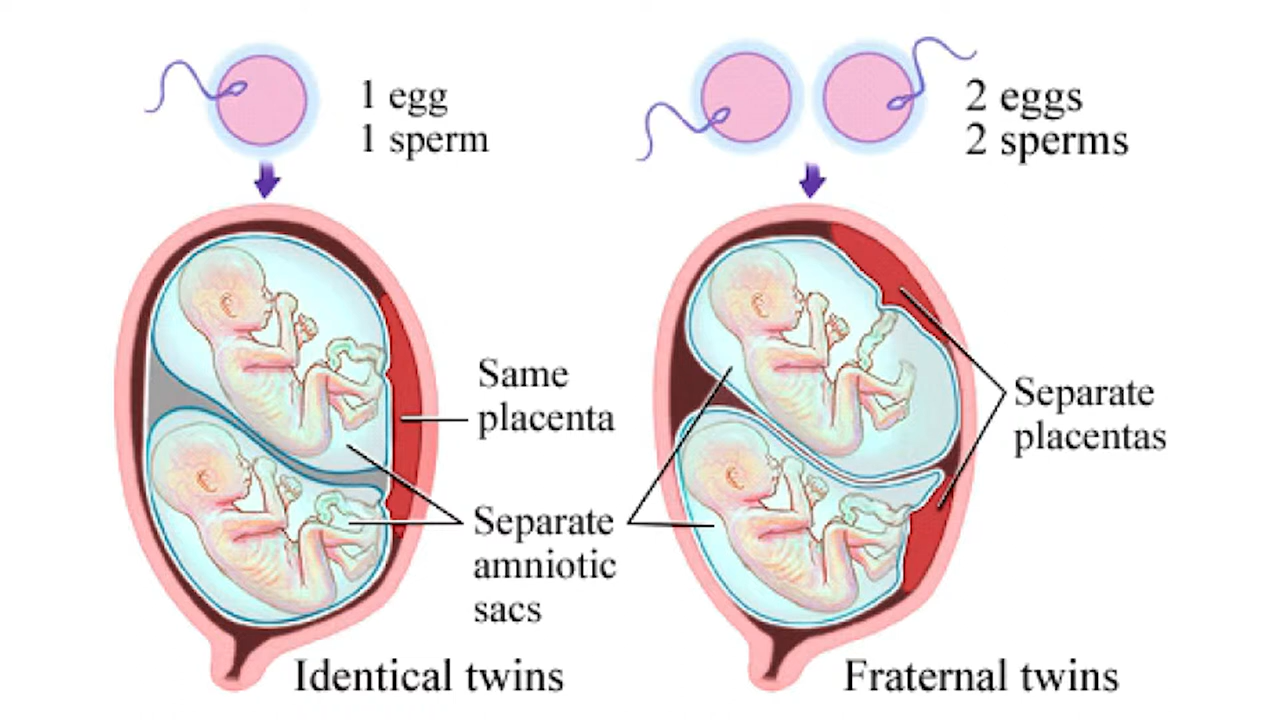 1 egg
1 sperm
2 eggs
2 sperms
Same
placenta
Separate
placentas
Separate
amniotic
sacs
Identical twins
Fraternal twins